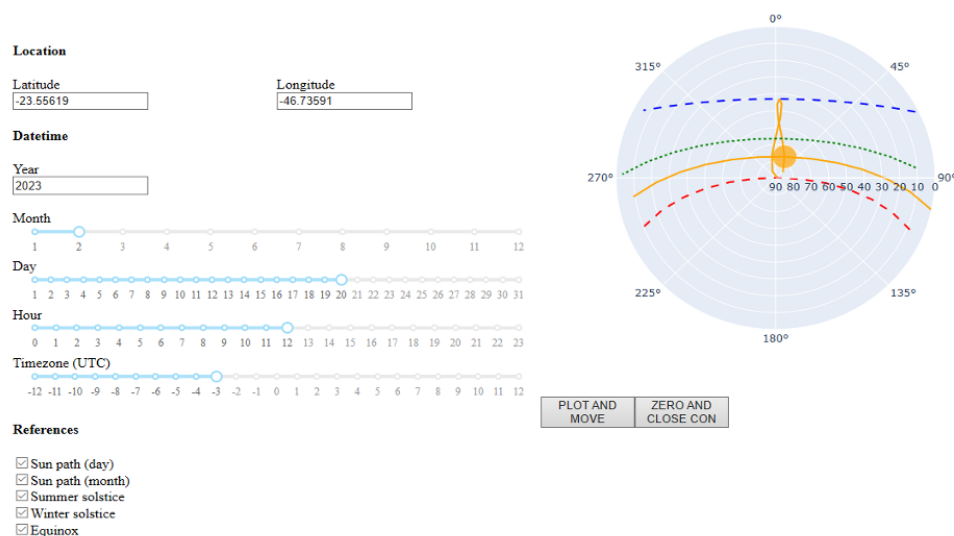 Location
Latitude Longitude
-23.55619 -46.73591
Datetime
Year
2023
Month
1 2 3 4 5 6 7 8 9 10 11 12
Day
1 2 3 4 5 6 7 8 9 10 11 12 13 14 15 16 17 18 19 20 21 22 23 24 25 26 27 28 29 30 31
Hour
0 1 2 3 4 5 6 7 8 9 10 11 12 13 14 15 16 17 18 19 20 21 22 23
Timezone (UTC)
-12 -11 -10 -9 -8 -7 -6 -5 -4 -3 -2 -1 0 1 2 3 4 5 6 7 8 9 10 11 12
References
Sun path (day)
Sun path (month)
Summer solstice
Winter solstice
Equinox
0°
315° 45°
270° 90 80 70 60 50 40 30 20 10 0 90°
225° 135°
180°
PLOT AND MOVE
ZERO AND CLOSE CON